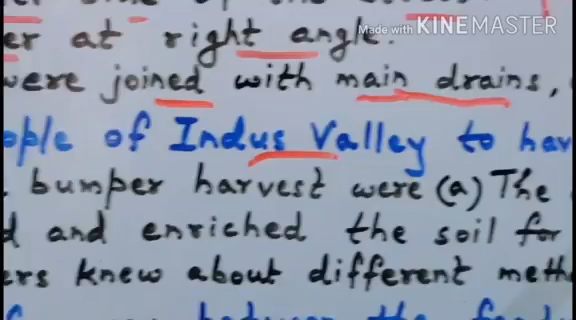 Made with KINEMASTER
er at right angle.
were joined with main drains,
ople of Indus Valley to har
bumper harvest were (a) The
d and enriched the soil for
ers knew about different meth